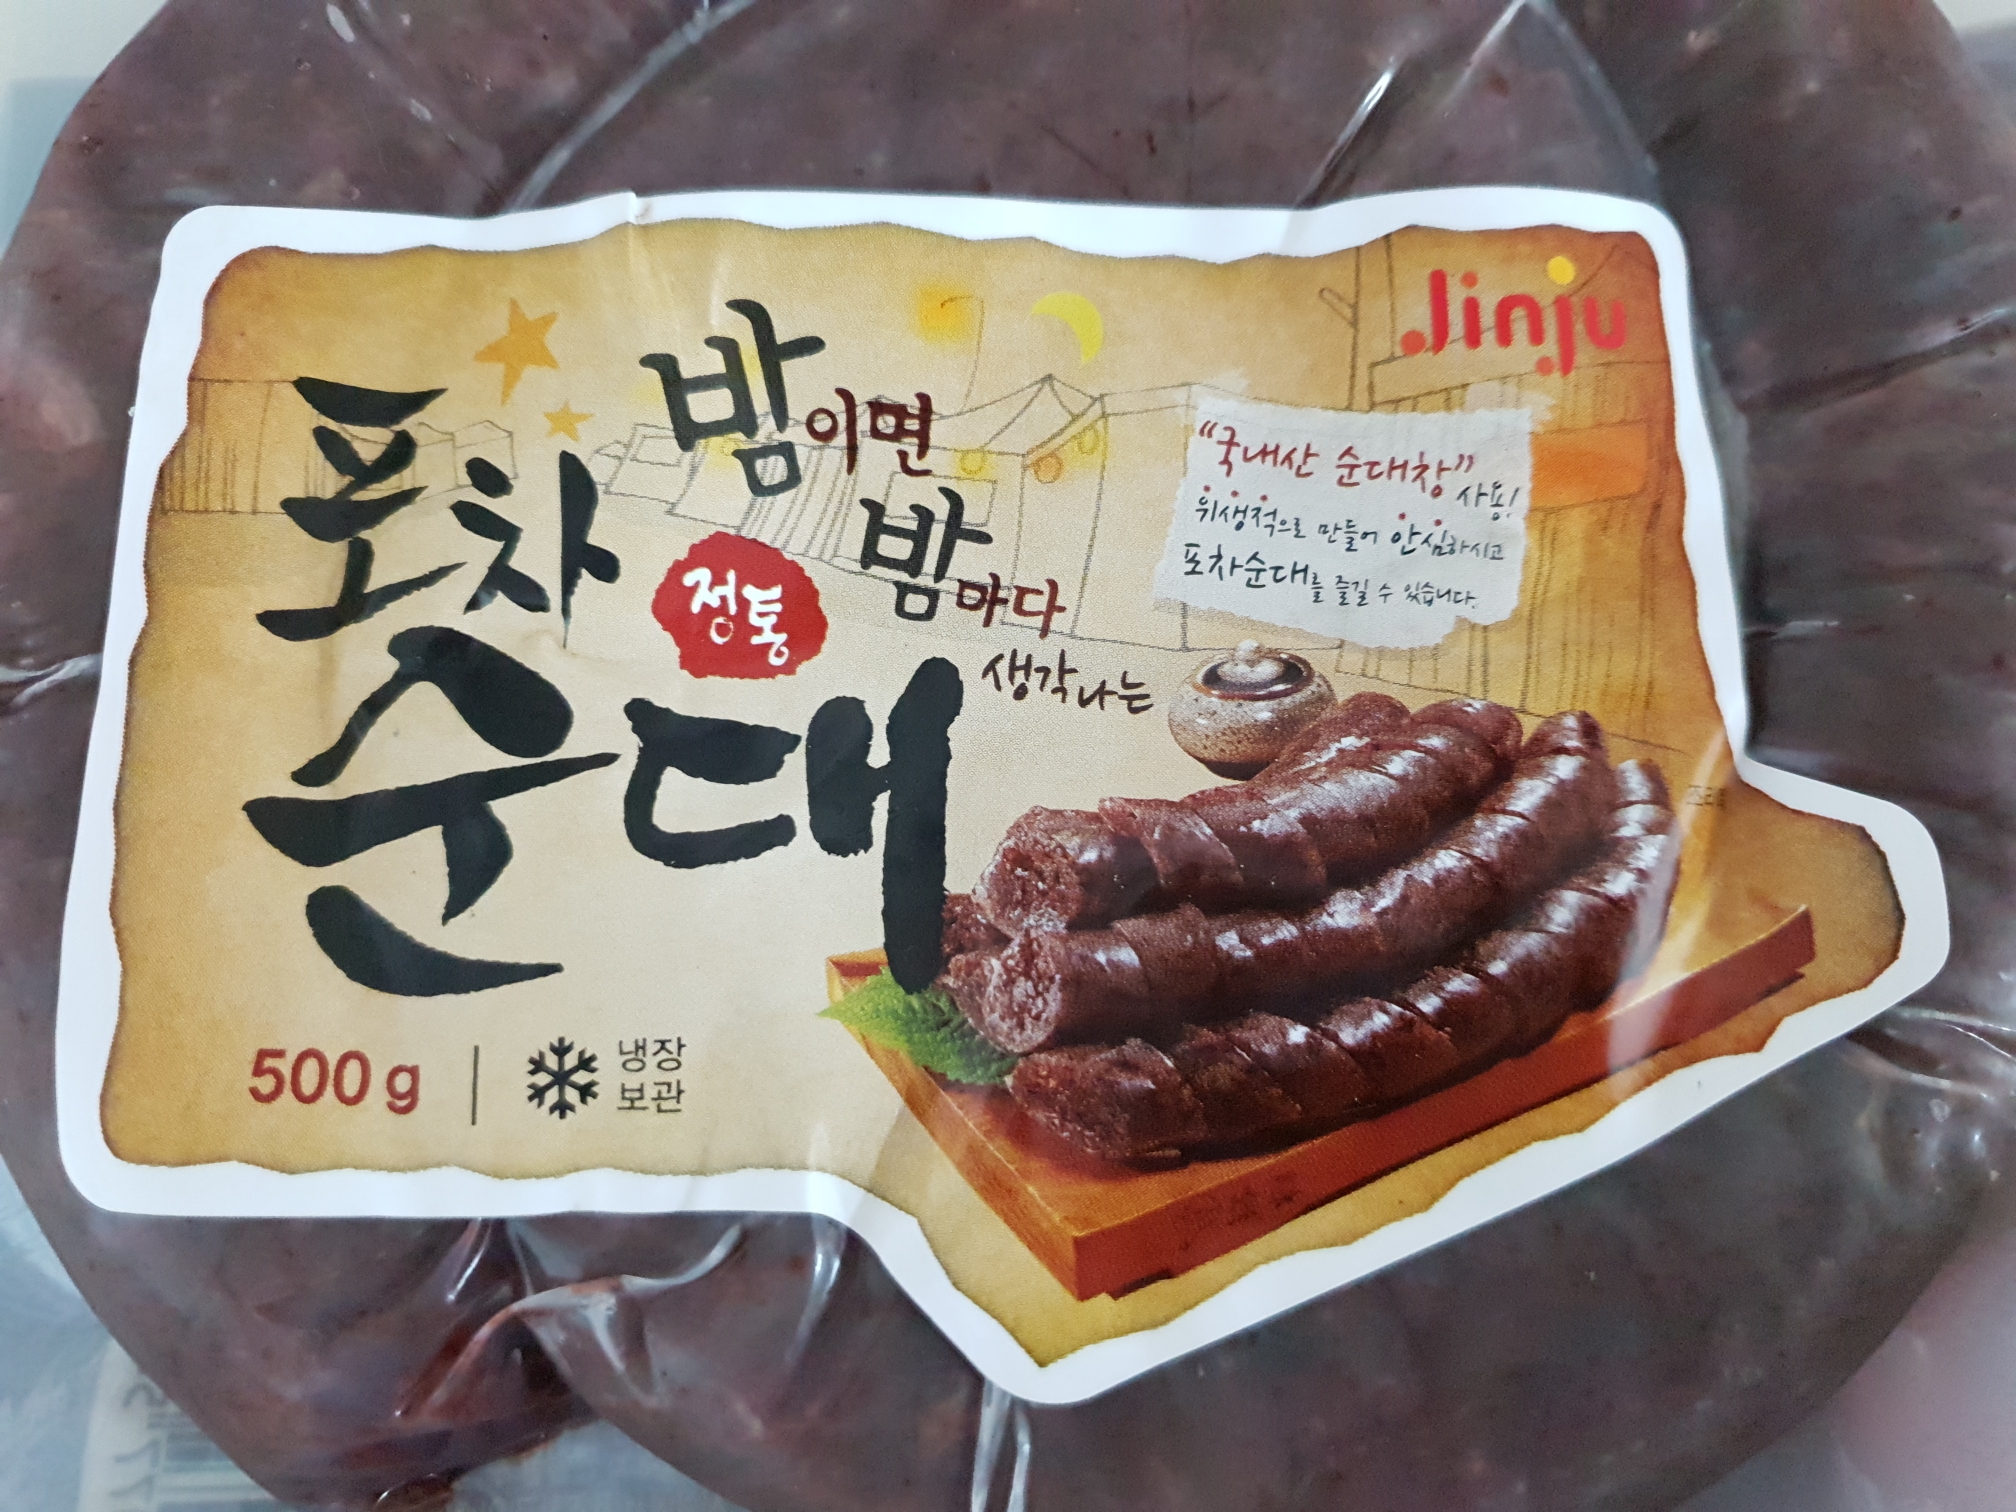 Jinju
밤이면
밤마다
생각나는
정통
포차
순대
"국내산 순대창" 사용!
위생적으로 만들어 안심하시고
포차순대를 즐길 수 있습니다.
500g
냉장
보관